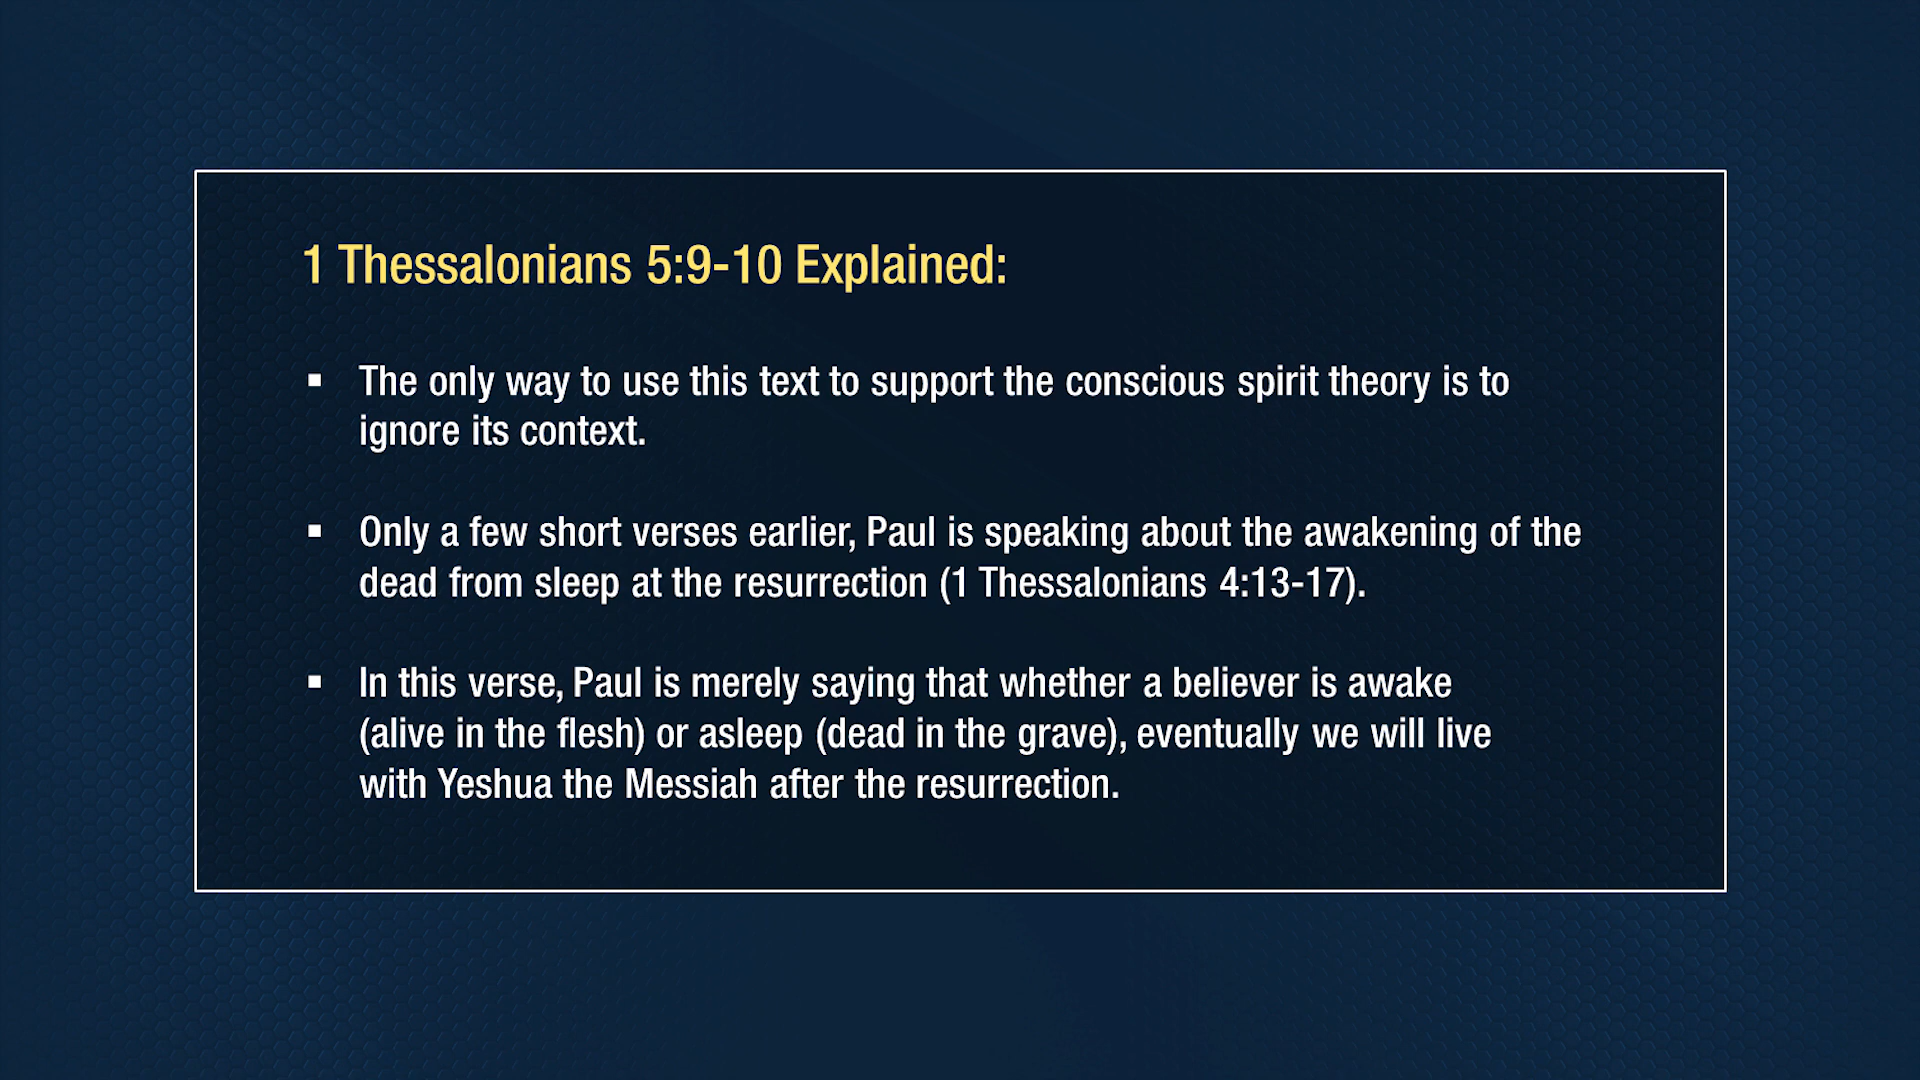 1 Thessalonians 5:9-10 Explained:
▪ The only way to use this text to support the conscious spirit theory is to
ignore its context.
▪ Only a few short verses earlier, Paul is speaking about the awakening of the
dead from sleep at the resurrection (1 Thessalonians 4:13-17).
▪ In this verse, Paul is merely saying that whether a believer is awake
(alive in the flesh) or asleep (dead in the grave), eventually we will live
with Yeshua the Messiah after the resurrection.